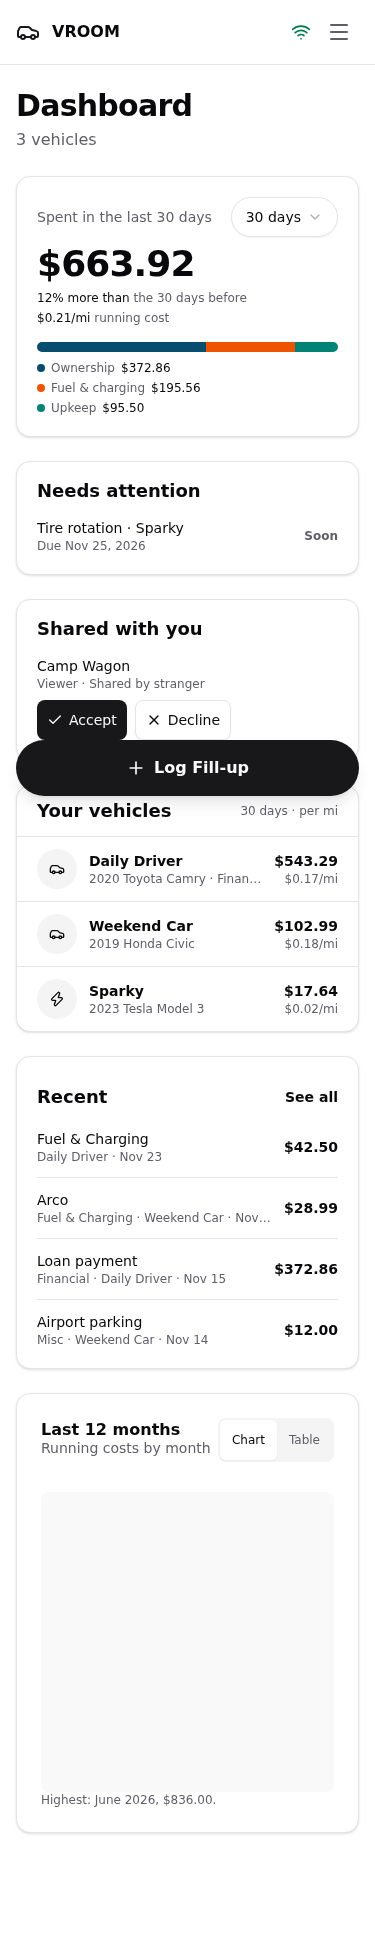 VROOM
Dashboard
3 vehicles
Spent in the last 30 days
30 days
$663.92
12% more than the 30 days before
$0.21/mi running cost
Ownership $372.86
Fuel & charging $195.56
Upkeep $95.50
Needs attention
Tire rotation · Sparky
Due Nov 25, 2026
Soon
Shared with you
Camp Wagon
Viewer · Shared by stranger
Accept
Decline
Log Fill-up
Your vehicles
30 days · per mi
Daily Driver
$543.29
2020 Toyota Camry · Finan…
$0.17/mi
Weekend Car
$102.99
2019 Honda Civic
$0.18/mi
Sparky
$17.64
2023 Tesla Model 3
$0.02/mi
Recent
See all
Fuel & Charging
Daily Driver · Nov 23
$42.50
Arco
Fuel & Charging · Weekend Car · Nov…
$28.99
Loan payment
Financial · Daily Driver · Nov 15
$372.86
Airport parking
Misc · Weekend Car · Nov 14
$12.00
Last 12 months
Running costs by month
Chart
Table
Highest: June 2026, $836.00.